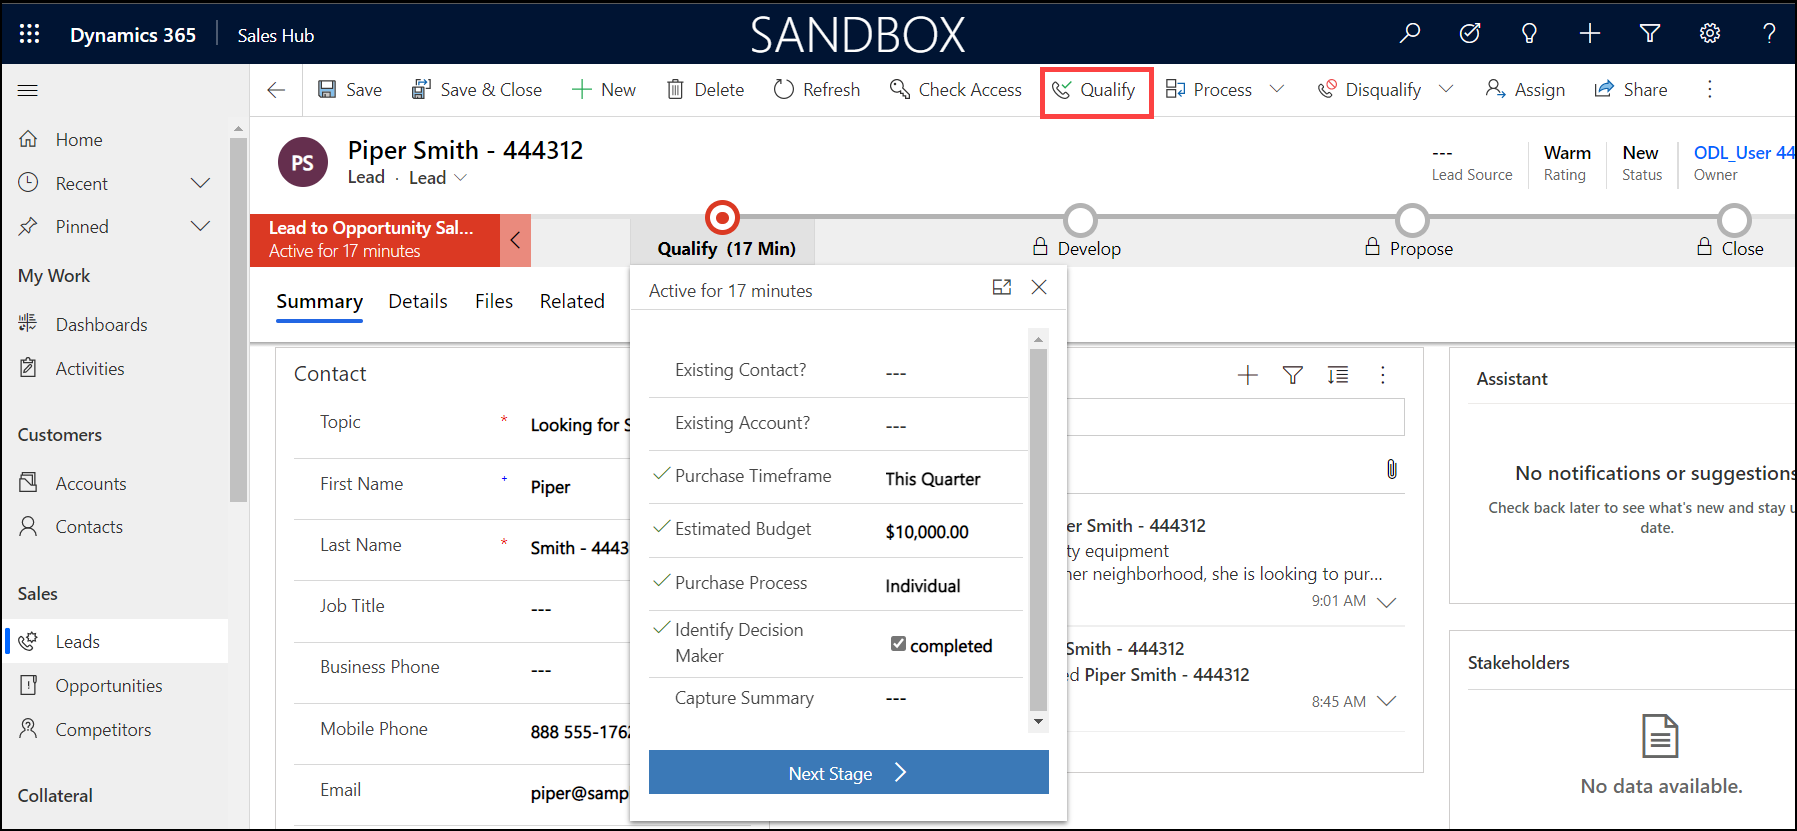 Dynamics 365
Sales Hub
SANDBOX
?
Save
Save & Close
New
Delete
Refresh
Check Access
Qualify
Process
Disqualify
Assign
Share
Home
Recent
Pinned
My Work
Dashboards
Activities
Customers
Accounts
Contacts
Sales
Leads
Opportunities
Competitors
Collateral
PS
Piper Smith - 444312
Lead · Lead
---
Lead Source
Warm
Rating
New
Status
ODL_User 44
Owner
Lead to Opportunity Sal...
Active for 17 minutes
Qualify (17 Min)
Develop
Propose
Close
Summary
Details
Files
Related
Contact
Topic * Looking for S
First Name + Piper
Last Name * Smith - 4443
Job Title ---
Business Phone ---
Mobile Phone 888 555-1762
Email piper@samp
Active for 17 minutes
Existing Contact? ---
Existing Account? ---
Purchase Timeframe This Quarter
Estimated Budget $10,000.00
Purchase Process Individual
Identify Decision
Maker
completed
Capture Summary ---
Next Stage
er Smith - 444312
ty equipment
her neighborhood, she is looking to pur...
9:01 AM
Smith - 444312
d Piper Smith - 444312
8:45 AM
Assistant
No notifications or suggestions
Check back later to see what's new and stay u
date.
Stakeholders
No data available.